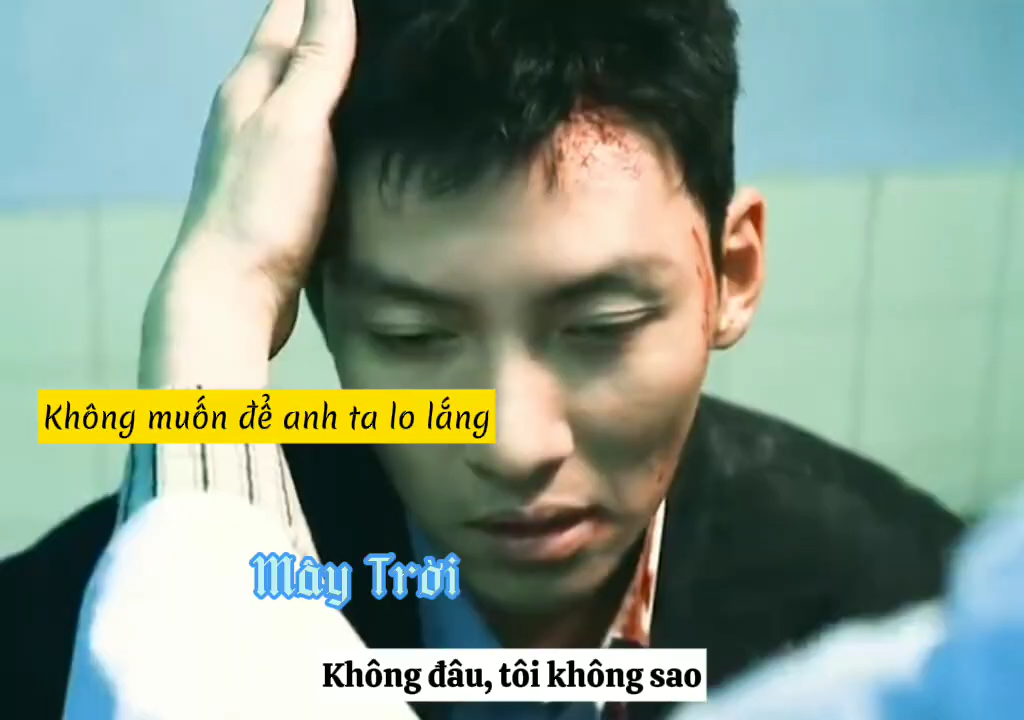 Không muốn để anh ta lo lắng
Mây Trời
Không đâu, tôi không sao